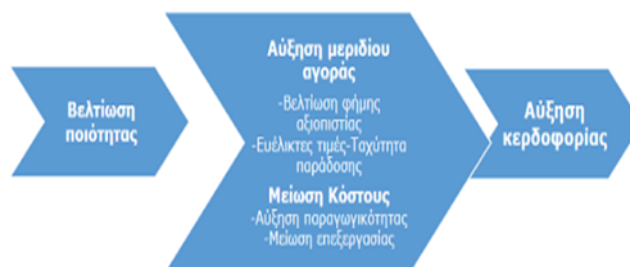 Βελτίωση
ποιότητας
Αύξηση μεριδίου
αγοράς
-Βελτίωση φήμης
αξιοπιστίας
-Ευέλικτες τιμές-Ταχύτητα
παράδοσης
Μείωση Κόστους
-Αύξηση παραγωγικότητας
-Μείωση επεξεργασίας
Αύξηση
κερδοφορίας